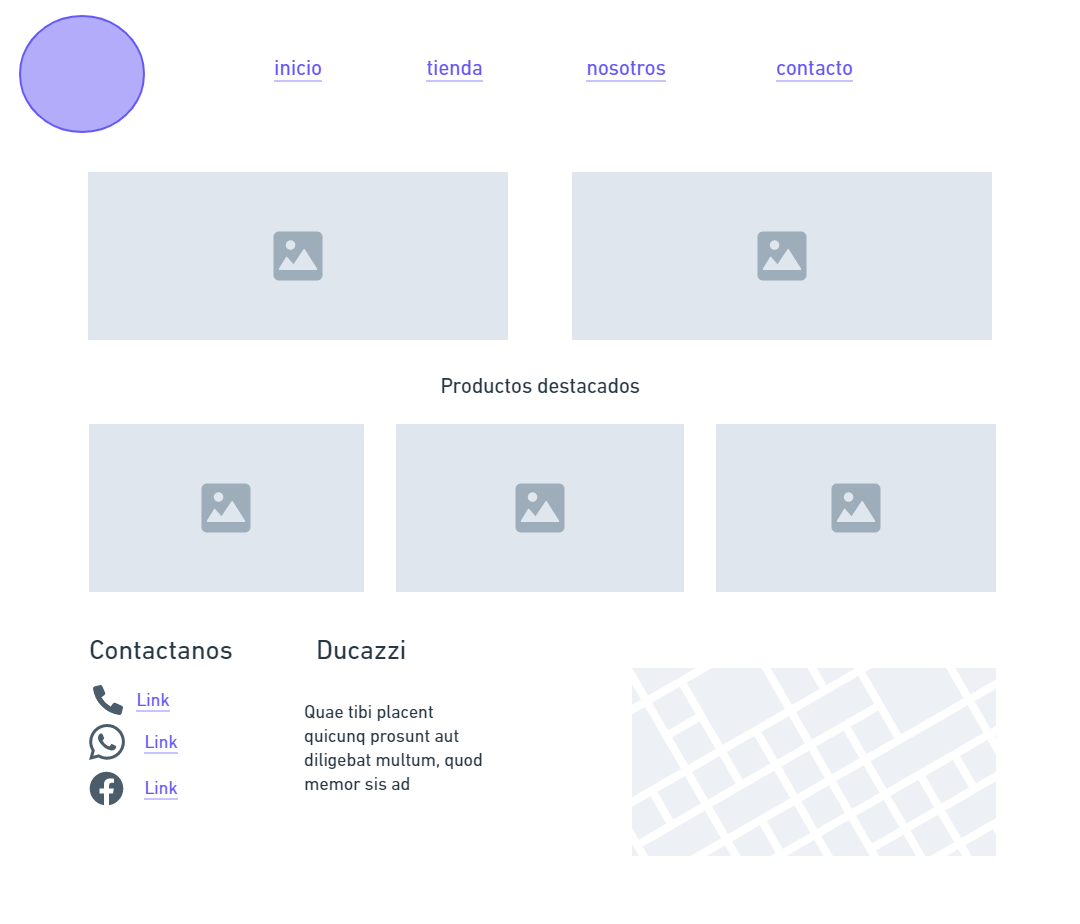 inicio
tienda
nosotros
contacto
Productos destacados
Contactanos
Link
Link
Link
Ducazzi
Quae tibi placent
quicunq prosunt aut
diligebat multum, quod
memor sis ad